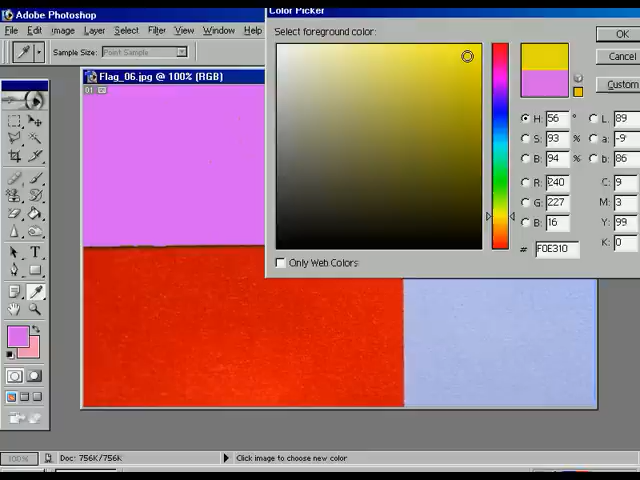 Adobe Photoshop
Color Picker
File Edit Image Layer Select Filter View Window Help
Select foreground color:
OK
Sample Size: Point Sample
Cancel
Flag_06.jpg @ 100% (RGB)
Custom
01
H: 56 ° L: 89
S: 93 % a: -9
B: 94 % b: 86
R: 240 C: 9
G: 227 M: 3
B: 16 Y: 99
K: 0
# F0E310
Only Web Colors
100% Doc: 756K/756K Click image to choose new color